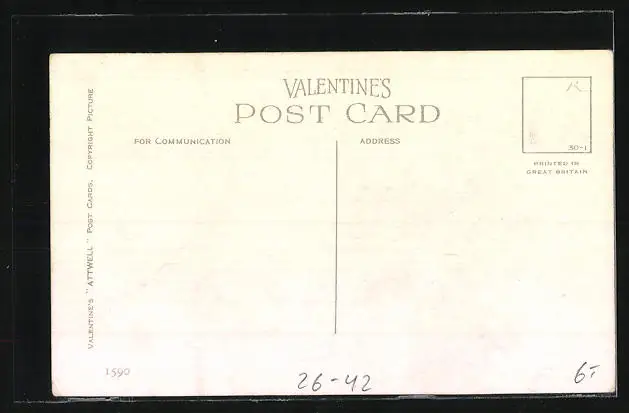 VALENTINE'S
POST CARD
FOR COMMUNICATION
ADDRESS
30-1
PRINTED IN
GREAT BRITAIN
VALENTINE'S "ATTWELL" POST CARDS. COPYRIGHT PICTURE
1590
26-42
6,-